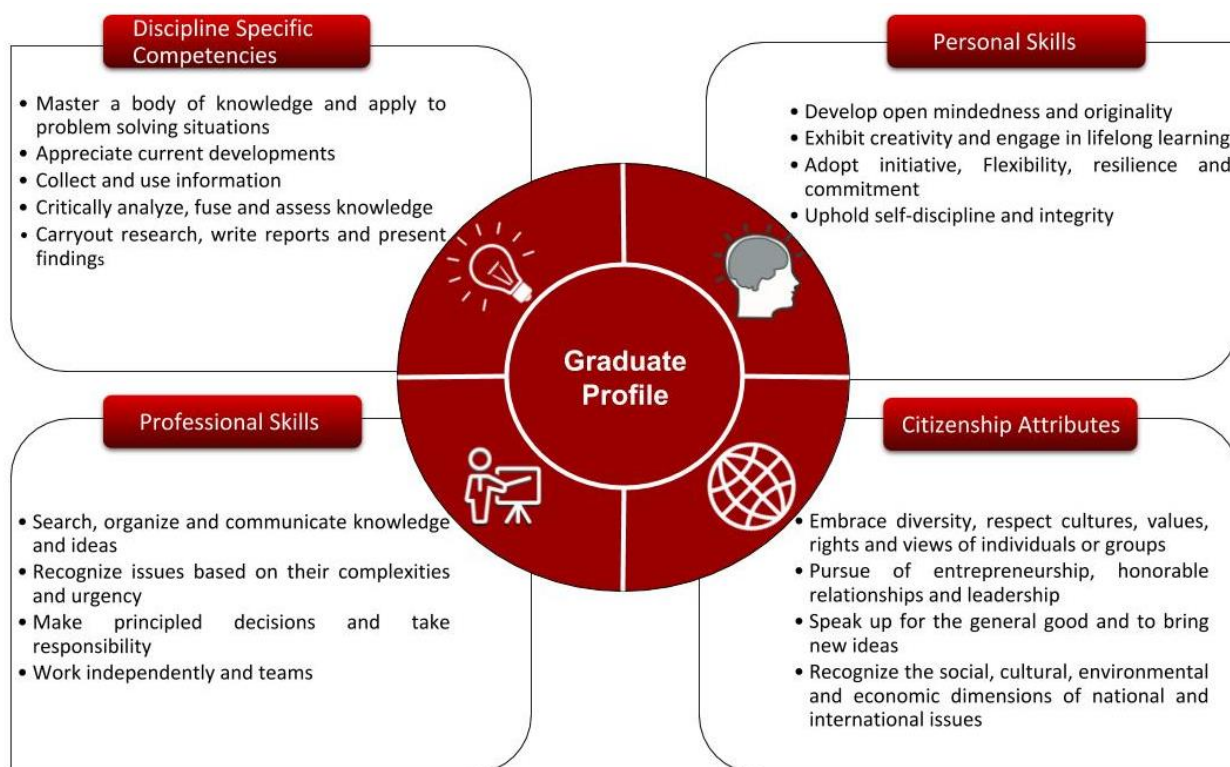 Discipline Specific
Competencies
• Master a body of knowledge and apply to
problem solving situations
• Appreciate current developments
• Collect and use information
• Critically analyze, fuse and assess knowledge
• Carryout research, write reports and present
findings
Personal Skills
• Develop open mindedness and originality
• Exhibit creativity and engage in lifelong learning
• Adopt initiative, Flexibility, resilience and
commitment
• Uphold self-discipline and integrity
Graduate
Profile
Professional Skills
• Search, organize and communicate knowledge
and ideas
• Recognize issues based on their complexities
and urgency
• Make principled decisions and take
responsibility
• Work independently and teams
Citizenship Attributes
• Embrace diversity, respect cultures, values,
rights and views of individuals or groups
• Pursue of entrepreneurship, honorable
relationships and leadership
• Speak up for the general good and to bring
new ideas
• Recognize the social, cultural, environmental
and economic dimensions of national and
international issues